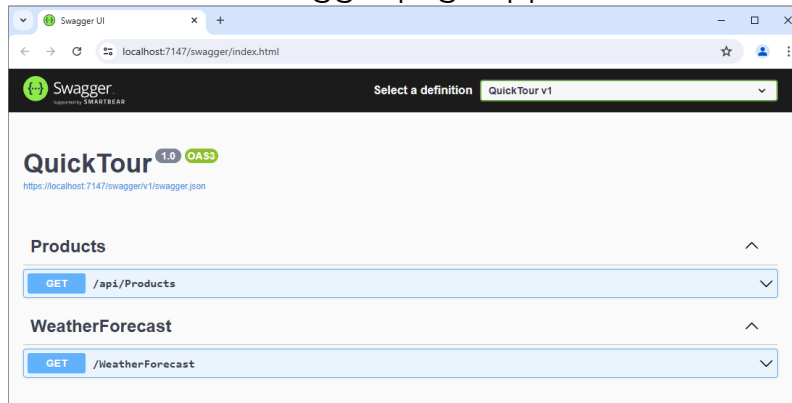 Swagger UI
localhost:7147/swagger/index.html
Swagger.
Supported by SMARTBEAR
Select a definition
QuickTour v1
QuickTour 1.0 OAS3
https://localhost:7147/swagger/v1/swagger.json
Products
GET /api/Products
WeatherForecast
GET /WeatherForecast